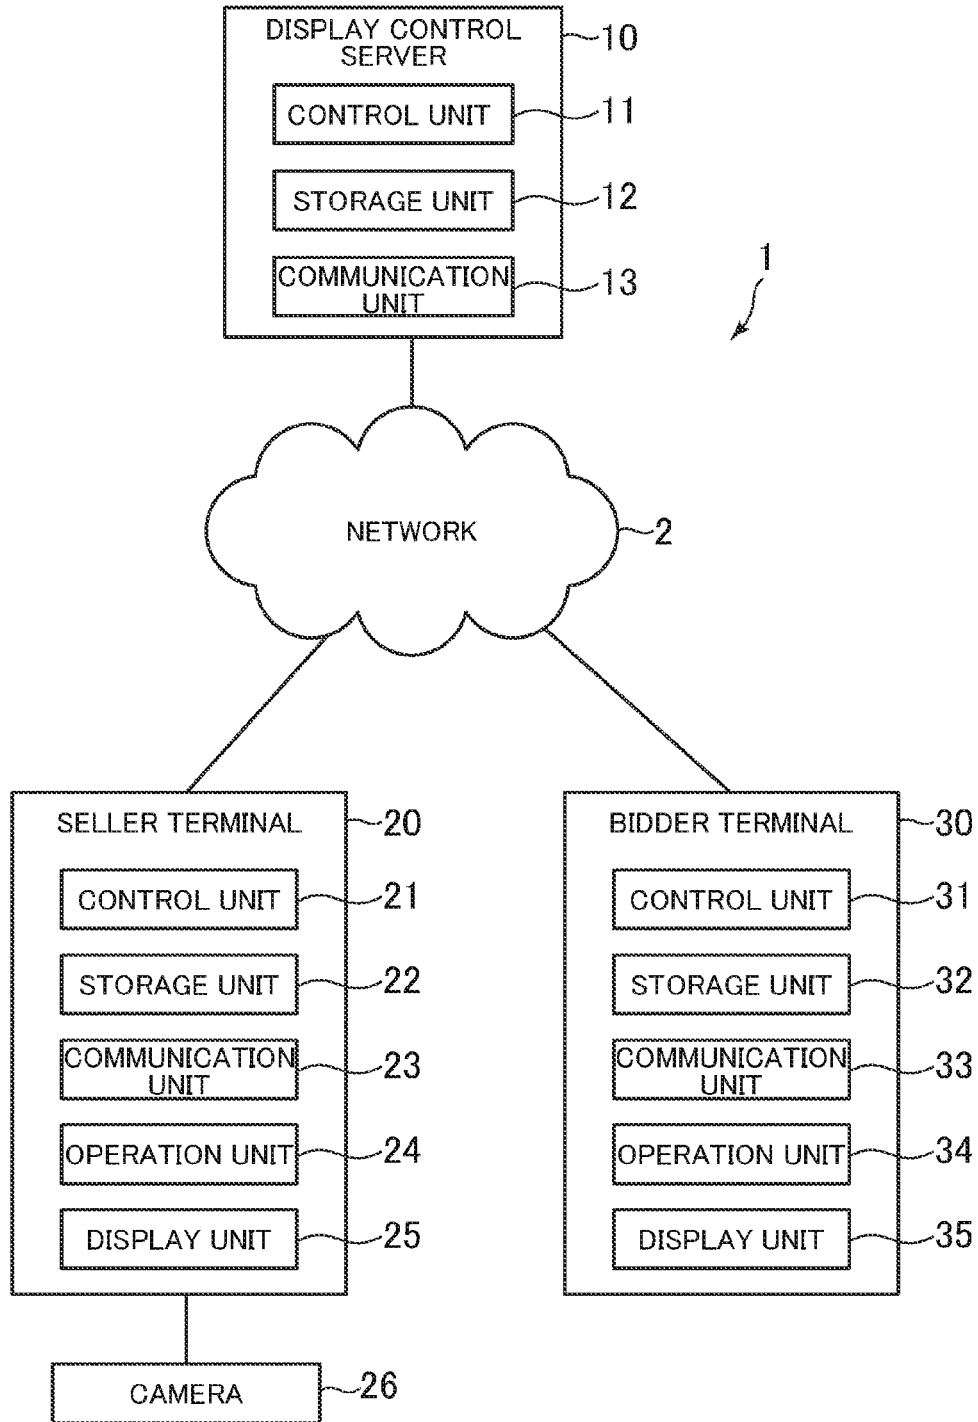 DISPLAY CONTROL
SERVER
10
CONTROL UNIT
11
STORAGE UNIT
12
COMMUNICATION
UNIT
13
1
NETWORK
2
SELLER TERMINAL
20
CONTROL UNIT
21
STORAGE UNIT
22
COMMUNICATION
UNIT
23
OPERATION UNIT
24
DISPLAY UNIT
25
CAMERA
26
BIDDER TERMINAL
30
CONTROL UNIT
31
STORAGE UNIT
32
COMMUNICATION
UNIT
33
OPERATION UNIT
34
DISPLAY UNIT
35